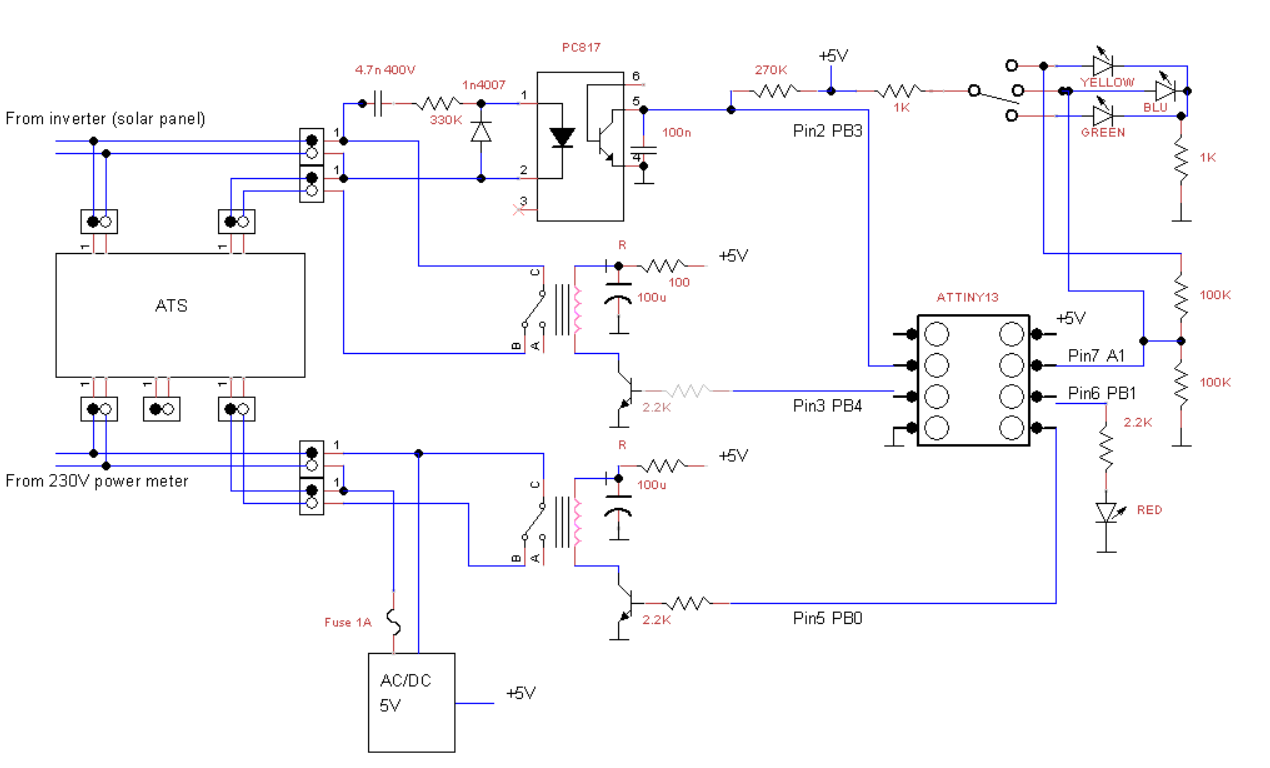 PC817
+5V
4.7n 400V
270K
1n4007
6
YELLOW
1
5
BLU
330K
1K
From inverter (solar panel)
100n
Pin2 PB3
GREEN
1
4
1K
2
1
3
1
1
R
+5V
C
100
100u
100K
ATTINY13
ATS
+5V
B
A
Pin7 A1
1
1
1
2.2K
Pin3 PB4
Pin6 PB1
100K
2.2K
1
R
+5V
From 230V power meter
1
C
100u
RED
B
A
Fuse 1A
2.2K
Pin5 PB0
AC/DC
5V
+5V